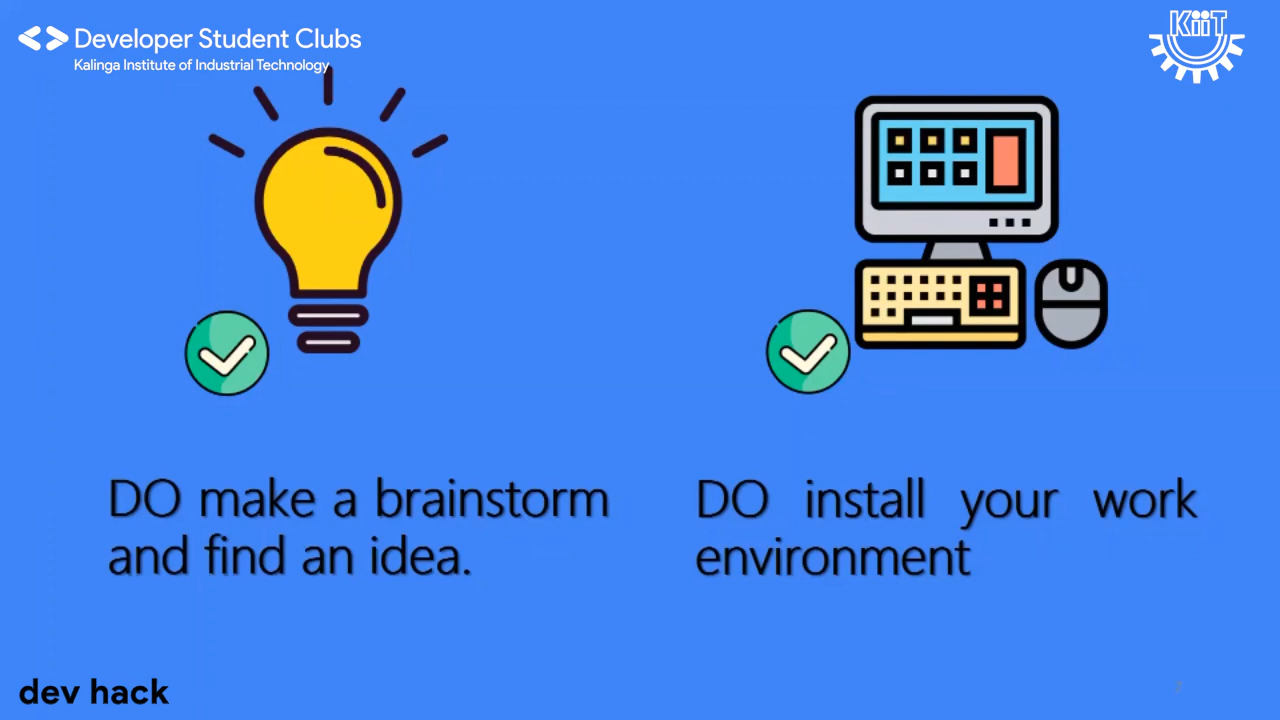 Developer Student Clubs
Kalinga Institute of Industrial Technology
KiiT
DO make a brainstorm
and find an idea.
DO install your work
environment
dev hack
7